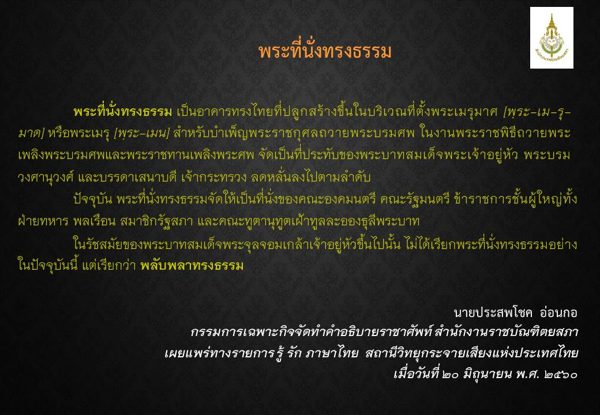 พระที่นั่งทรงธรรม
พระที่นั่งทรงธรรม เป็นอาคารทรงไทยที่ปลูกสร้างขึ้นในบริเวณที่ตั้งพระเมรุมาศ [พฺระ-เม-รุ-
มาด] หรือพระเมรุ [พฺระ-เมน] สำหรับบำเพ็ญพระราชกุศลถวายพระบรมศพ ในงานพระราชพิธีถวายพระ
เพลิงพระบรมศพและพระราชทานเพลิงพระศพ จัดเป็นที่ประทับของพระบาทสมเด็จพระเจ้าอยู่หัว พระบรม
วงศานุวงศ์ และบรรดาเสนาบดี เจ้ากระทรวง ลดหลั่นลงไปตามลำดับ
ปัจจุบัน พระที่นั่งทรงธรรมจัดให้เป็นที่นั่งของคณะองคมนตรี คณะรัฐมนตรี ข้าราชการชั้นผู้ใหญ่ทั้ง
ฝ่ายทหาร พลเรือน สมาชิกรัฐสภา และคณะทูตานุทูตเฝ้าทูลละอองธุลีพระบาท
ในรัชสมัยของพระบาทสมเด็จพระจุลจอมเกล้าเจ้าอยู่หัวขึ้นไปนั้น ไม่ได้เรียกพระที่นั่งทรงธรรมอย่าง
ในปัจจุบันนี้ แต่เรียกว่า พลับพลาทรงธรรม
นายประสพโชค อ่อนกอ
กรรมการเฉพาะกิจจัดทำคำอธิบายราชาศัพท์ สำนักงานราชบัณฑิตยสภา
เผยแพร่ทางรายการ รู้ รัก ภาษาไทย สถานีวิทยุกระจายเสียงแห่งประเทศไทย
เมื่อวันที่ ๒๐ มิถุนายน พ.ศ. ๒๕๖๐